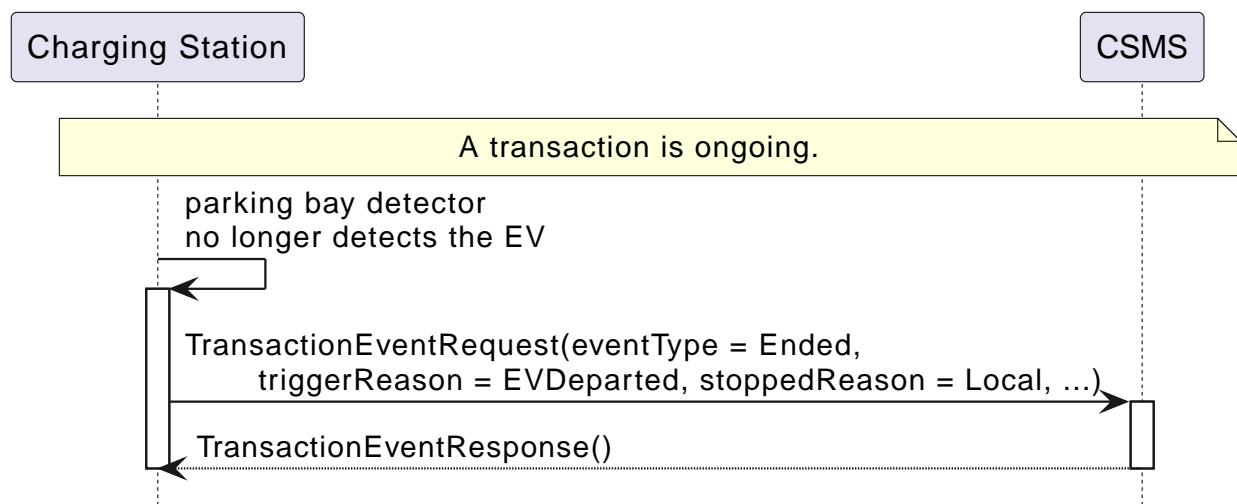 Charging Station
CSMS
A transaction is ongoing.
parking bay detector
no longer detects the EV
TransactionEventRequest(eventType = Ended,
triggerReason = EVDeparted, stoppedReason = Local, ...)
TransactionEventResponse()